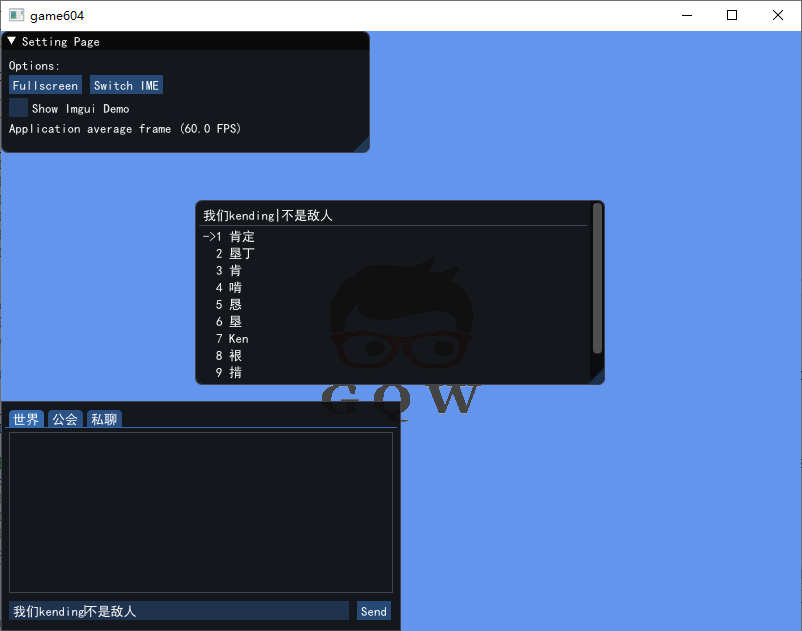 game604
Setting Page
Options:
Fullscreen Switch IME
Show Imgui Demo
Application average frame (60.0 FPS)
我们kending|不是敌人
->1 肯定
2 垦丁
3 肯
4 啃
5 恳
6 垦
7 Ken
8 裉
9 掯
GQW
世界 公会 私聊
我们kending不是敌人 Send